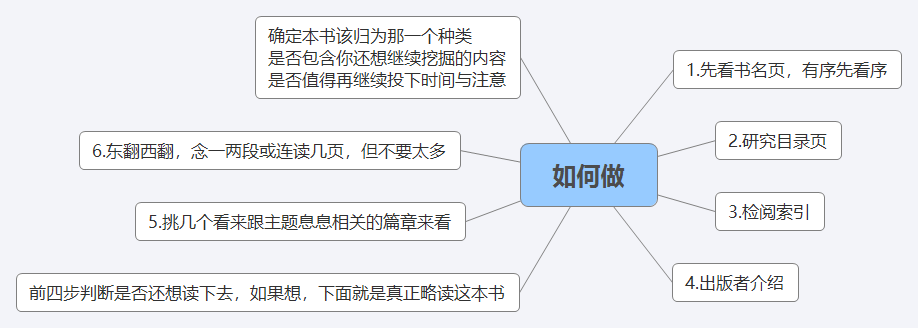 如何做
1.先看书名页，有序先看序
2.研究目录页
3.检阅索引
4.出版者介绍
前四步判断是否还想读下去，如果想，下面就是真正略读这本书
5.挑几个看来跟主题息息相关的篇章来看
6.东翻西翻，念一两段或连读几页，但不要太多
确定本书该归为那一个种类
是否包含你还想继续挖掘的内容
是否值得再继续投下时间与注意